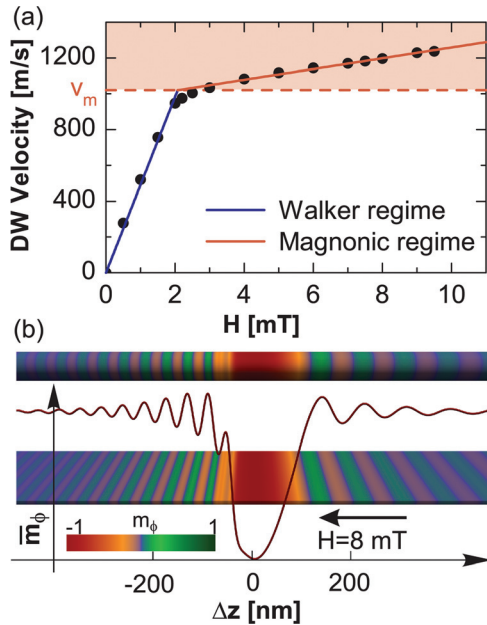 (a)
1200
v_m
800
400
0
DW Velocity [m/s]
Walker regime
Magnonic regime
0 2 4 6 8 10
H [mT]
(b)
m̅_ϕ
-1 m_ϕ 1
H=8 mT
-200 0 200
Δz [nm]